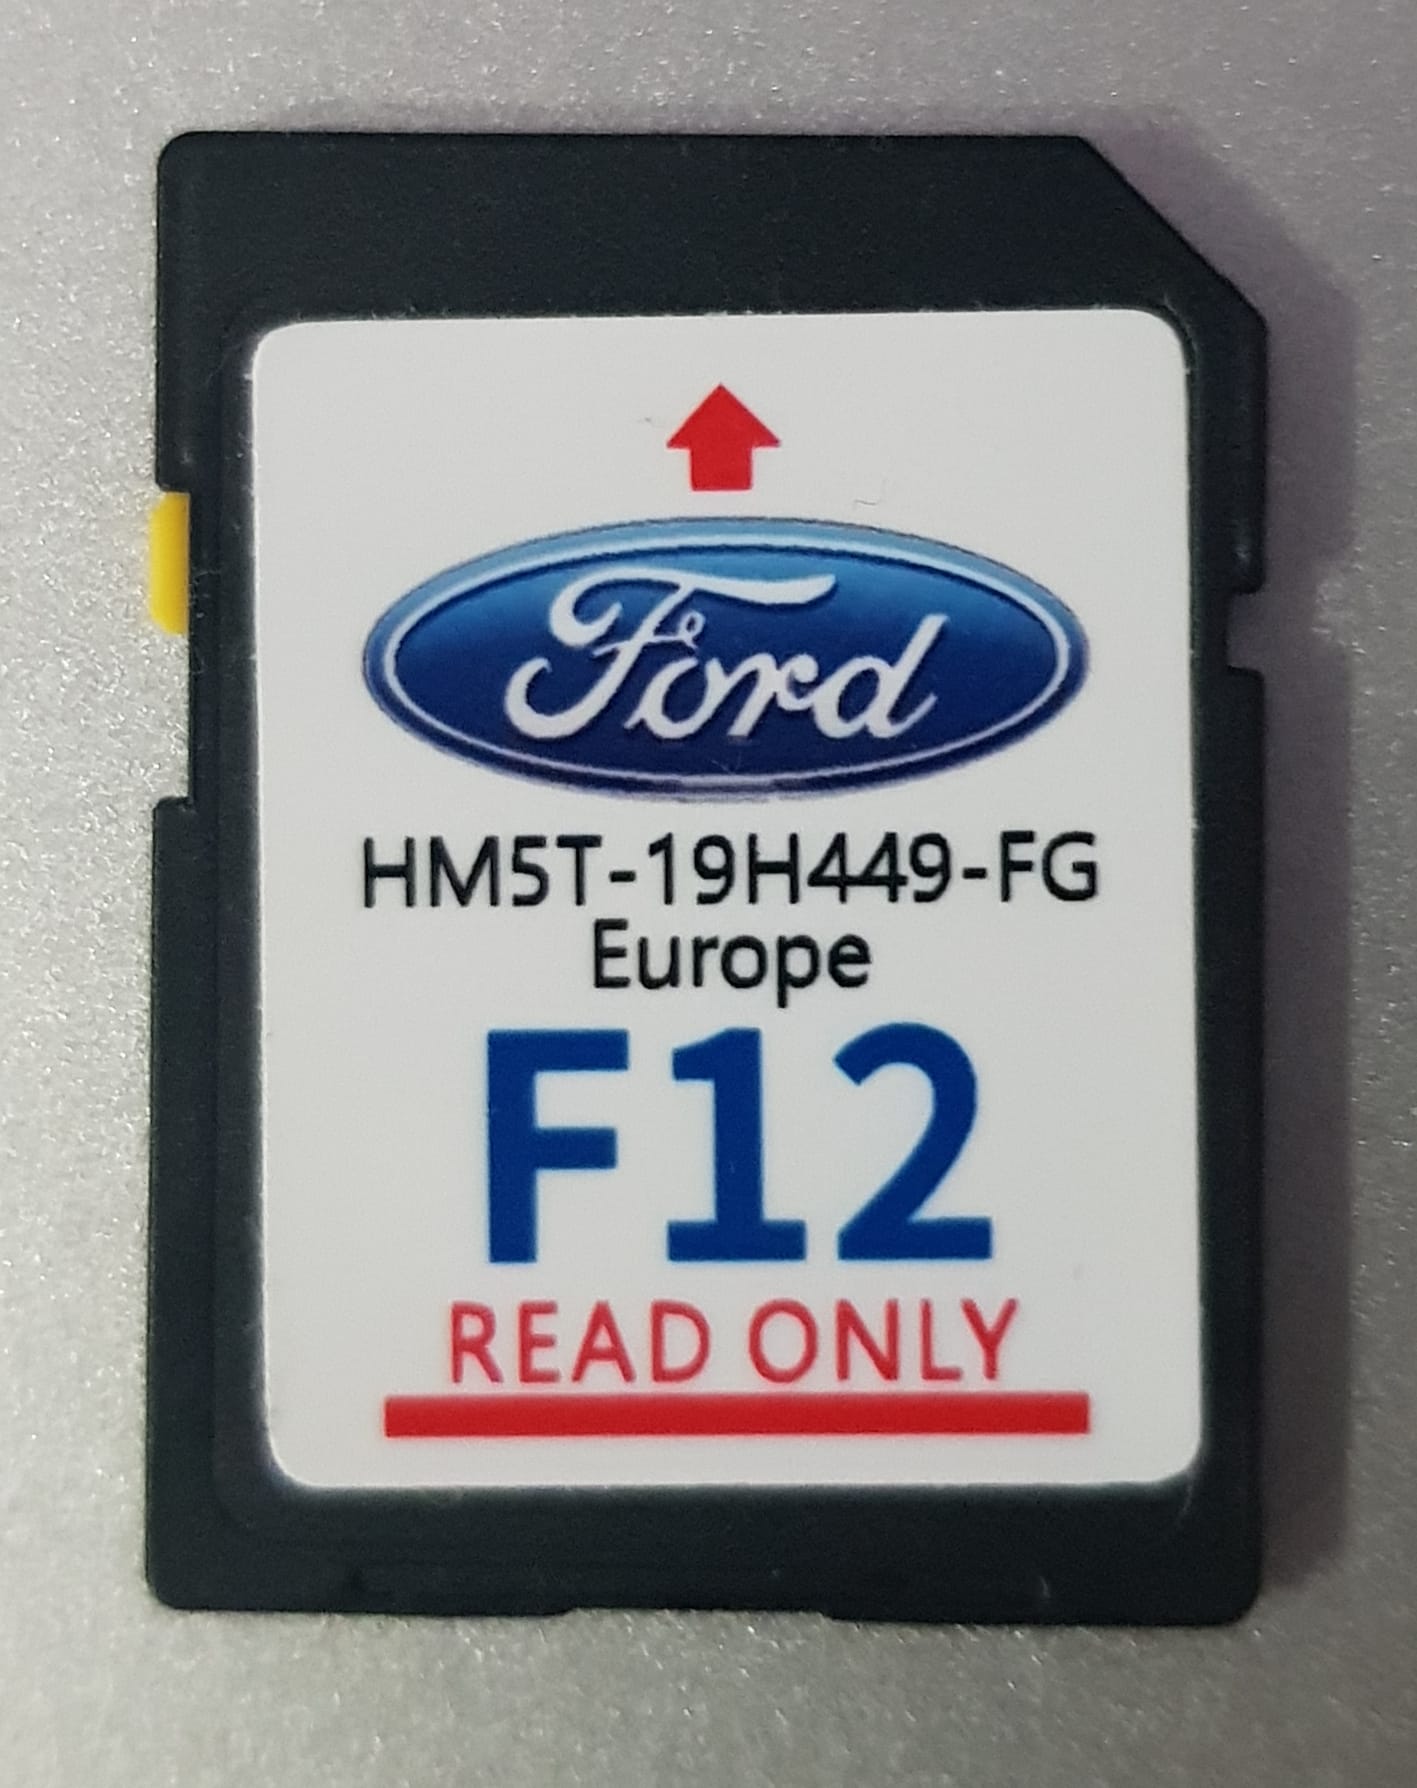 Ford
HM5T-19H449-FG
Europe
F12
READ ONLY